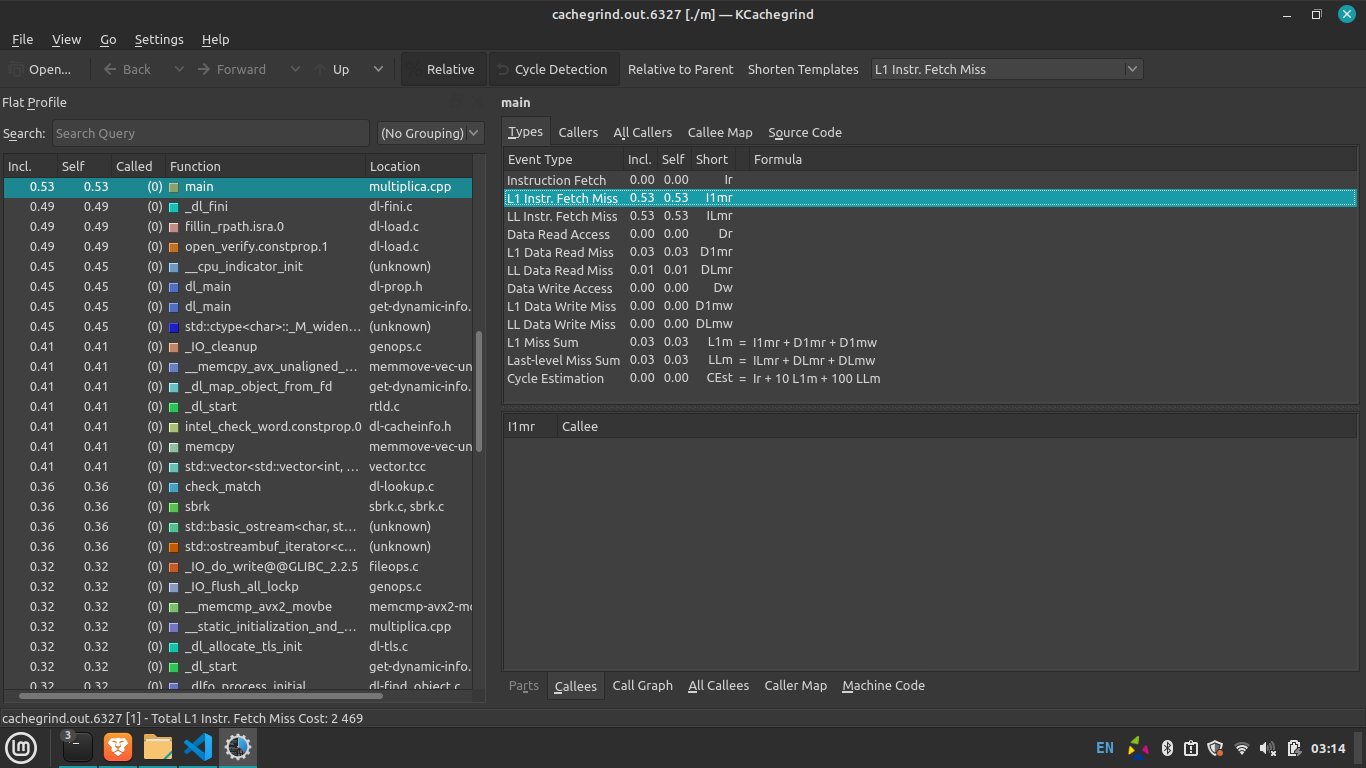 cachegrind.out.6327 [./m] — KCachegrind
File View Go Settings Help
Open... Back Forward Up Relative Cycle Detection Relative to Parent Shorten Templates L1 Instr. Fetch Miss
Flat Profile
Search: Search Query (No Grouping)
Incl. Self Called Function Location
0.53 0.53 (0) main multiplica.cpp
0.49 0.49 (0) _dl_fini dl-fini.c
0.49 0.49 (0) fillin_rpath.isra.0 dl-load.c
0.49 0.49 (0) open_verify.constprop.1 dl-load.c
0.45 0.45 (0) __cpu_indicator_init (unknown)
0.45 0.45 (0) dl_main dl-prop.h
0.45 0.45 (0) dl_main get-dynamic-info.
0.45 0.45 (0) std::ctype<char>::_M_widen... (unknown)
0.41 0.41 (0) _IO_cleanup genops.c
0.41 0.41 (0) __memcpy_avx_unaligned_... memmove-vec-un
0.41 0.41 (0) _dl_map_object_from_fd get-dynamic-info.
0.41 0.41 (0) _dl_start rtld.c
0.41 0.41 (0) intel_check_word.constprop.0 dl-cacheinfo.h
0.41 0.41 (0) memcpy memmove-vec-un
0.41 0.41 (0) std::vector<std::vector<int, ... vector.tcc
0.36 0.36 (0) check_match dl-lookup.c
0.36 0.36 (0) sbrk sbrk.c, sbrk.c
0.36 0.36 (0) std::basic_ostream<char, st... (unknown)
0.36 0.36 (0) std::ostreambuf_iterator<c... (unknown)
0.32 0.32 (0) _IO_do_write@@GLIBC_2.2.5 fileops.c
0.32 0.32 (0) _IO_flush_all_lockp genops.c
0.32 0.32 (0) __memcmp_avx2_movbe memcmp-avx2-mo
0.32 0.32 (0) __static_initialization_and_... multiplica.cpp
0.32 0.32 (0) _dl_allocate_tls_init dl-tls.c
0.32 0.32 (0) _dl_start get-dynamic-info.
0.32 0.32 (0) _dlfo_process_initial dl-find_object.c
main
Types Callers All Callers Callee Map Source Code
Event Type Incl. Self Short Formula
Instruction Fetch 0.00 0.00 Ir
L1 Instr. Fetch Miss 0.53 0.53 I1mr
LL Instr. Fetch Miss 0.53 0.53 ILmr
Data Read Access 0.00 0.00 Dr
L1 Data Read Miss 0.03 0.03 D1mr
LL Data Read Miss 0.01 0.01 DLmr
Data Write Access 0.00 0.00 Dw
L1 Data Write Miss 0.00 0.00 D1mw
LL Data Write Miss 0.00 0.00 DLmw
L1 Miss Sum 0.03 0.03 L1m = I1mr + D1mr + D1mw
Last-level Miss Sum 0.03 0.03 LLm = ILmr + DLmr + DLmw
Cycle Estimation 0.00 0.00 CEst = Ir + 10 L1m + 100 LLm
I1mr Callee
Parts Callees Call Graph All Callees Caller Map Machine Code
cachegrind.out.6327 [1] - Total L1 Instr. Fetch Miss Cost: 2 469
3 EN 03:14